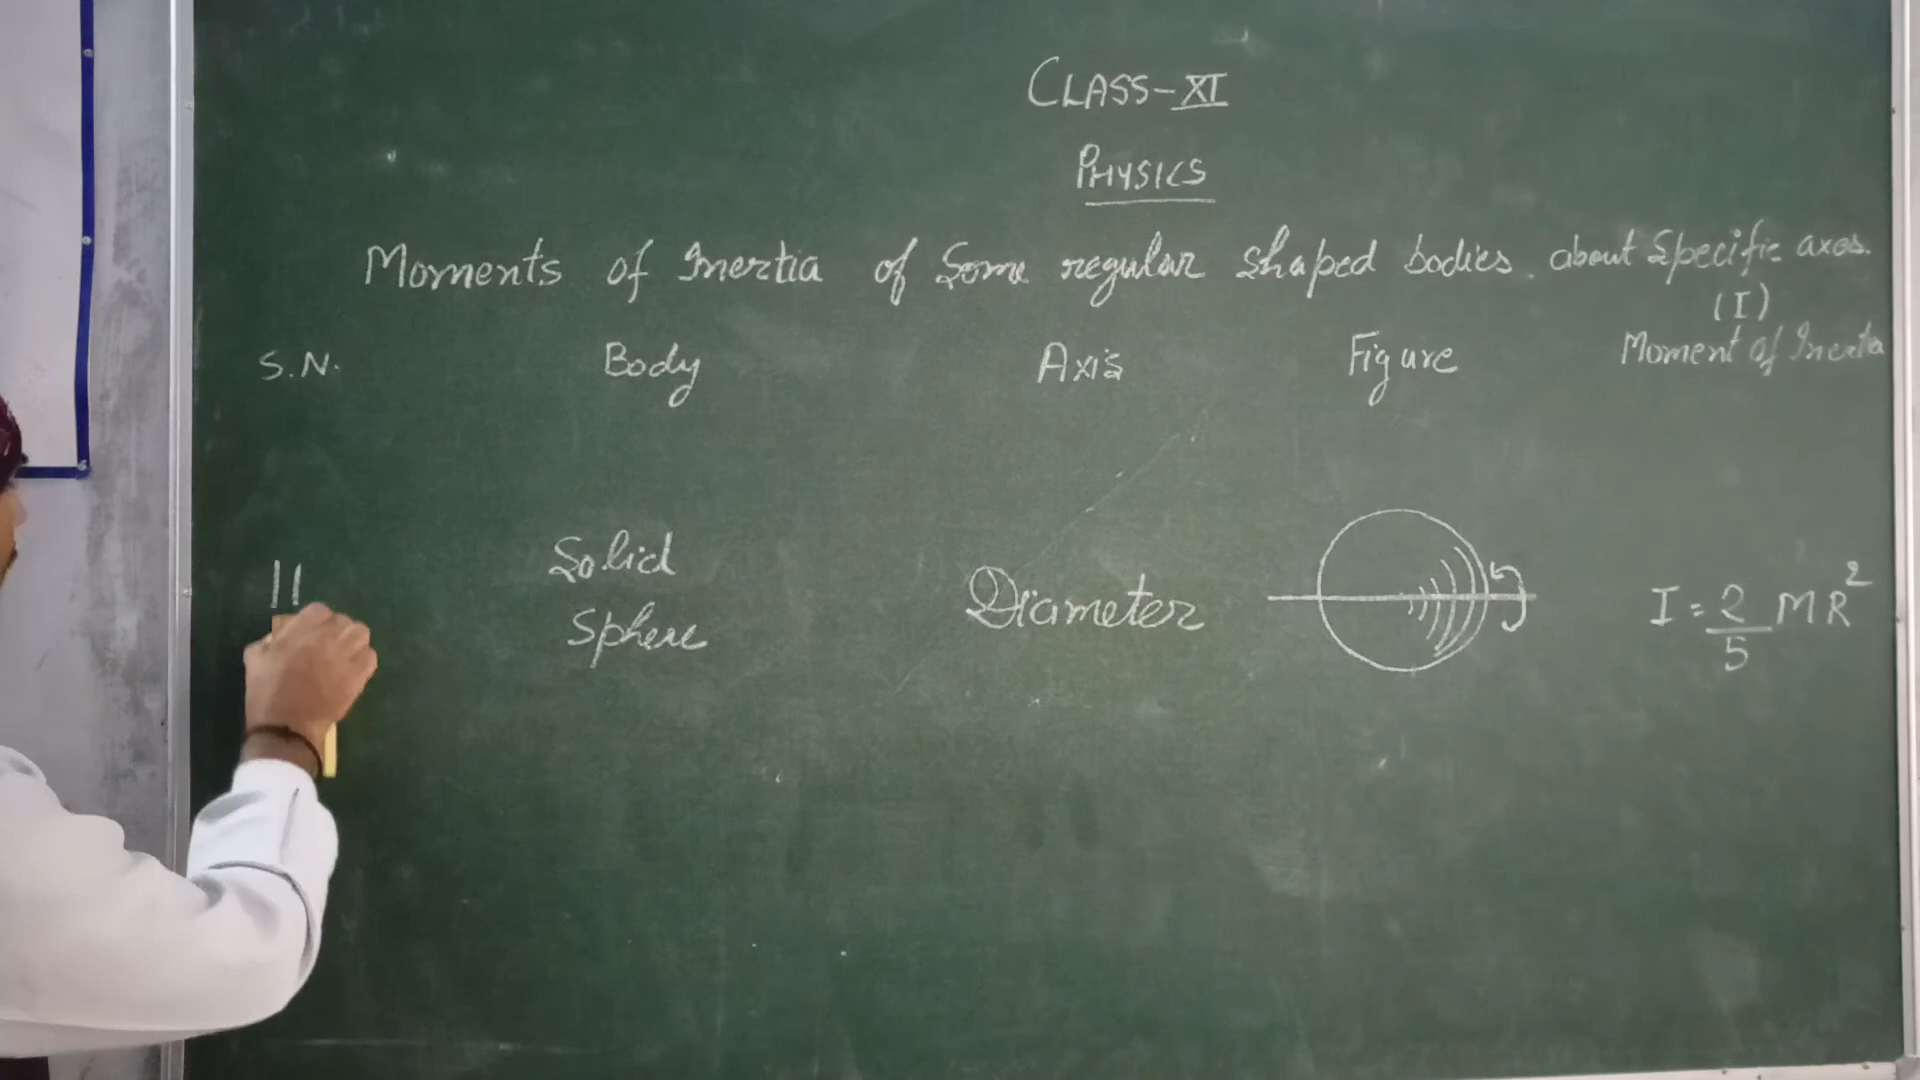 CLASS-XI
PHYSICS
Moments of Inertia of Some regular shaped bodies. about Specific axes.
(I)
S.N. Body Axis Figure Moment of Inertia
11 Solid Sphere Diameter I = 2/5 MR²